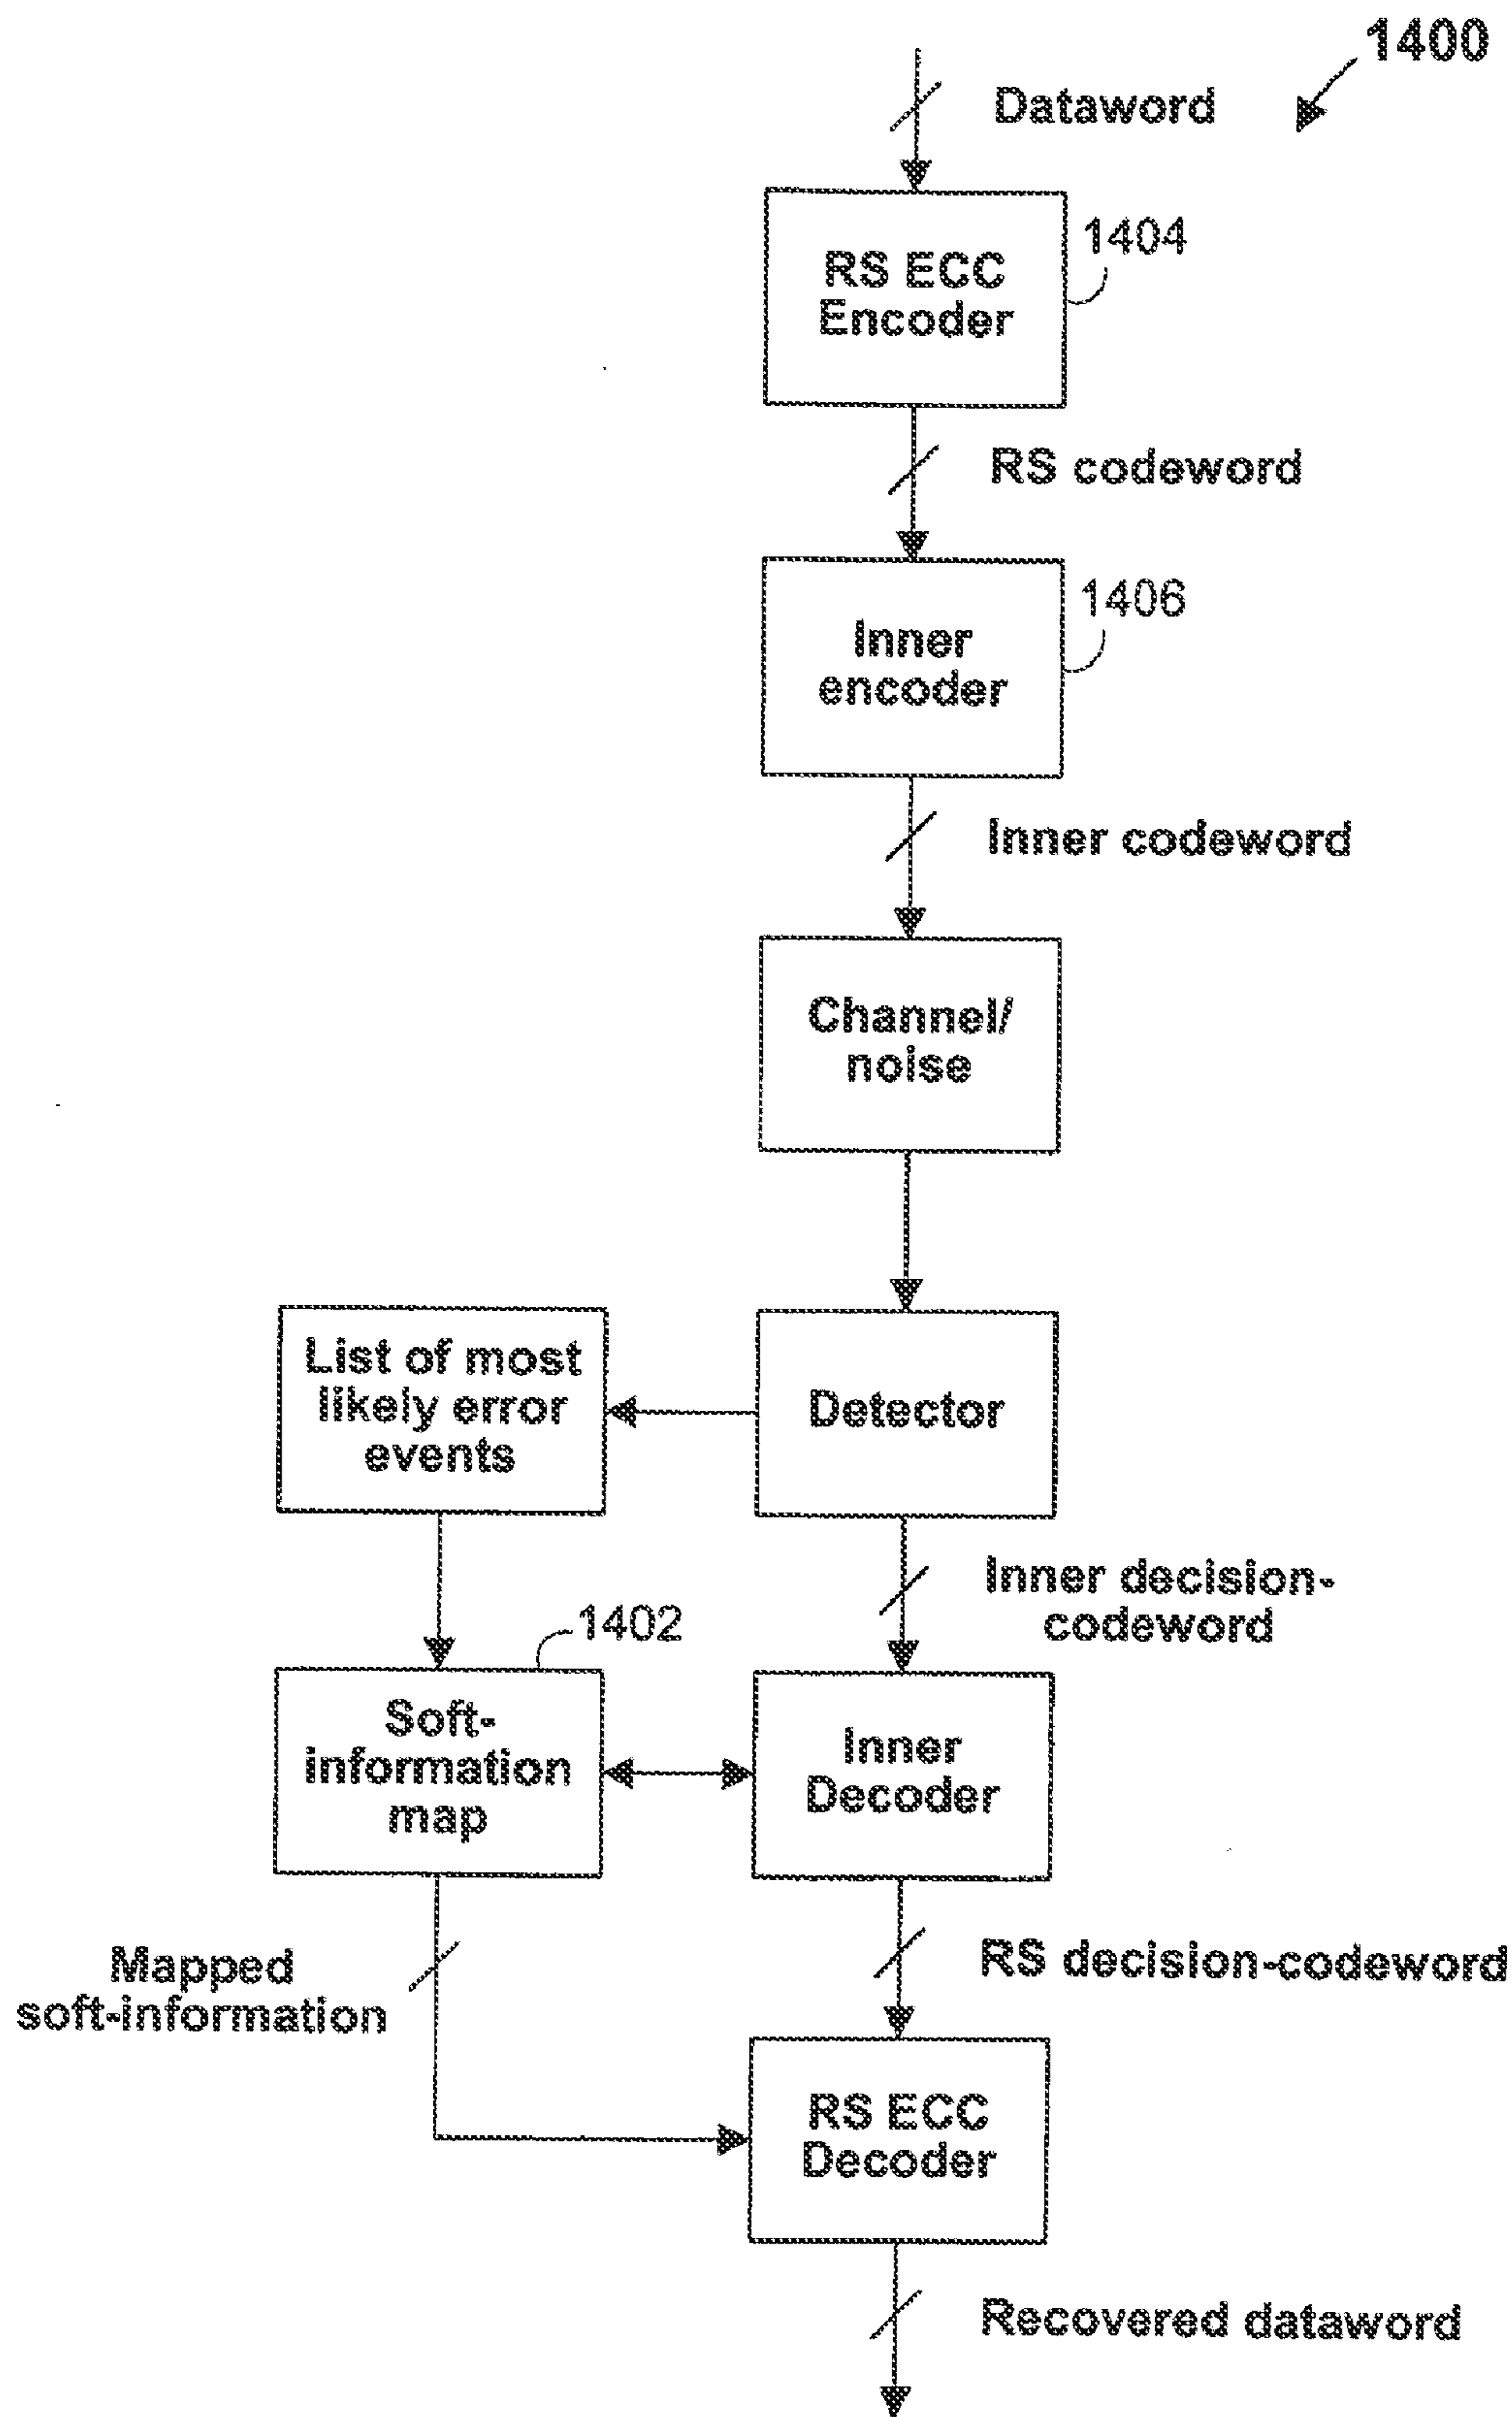 1400
Dataword
1404
RS ECC
Encoder
RS codeword
1406
Inner
encoder
Inner codeword
Channel/
noise
List of most
likely error
events
Detector
Inner decision-
codeword
1402
Soft-
information
map
Inner
Decoder
Mapped
soft-information
RS decision-codeword
RS ECC
Decoder
Recovered dataword